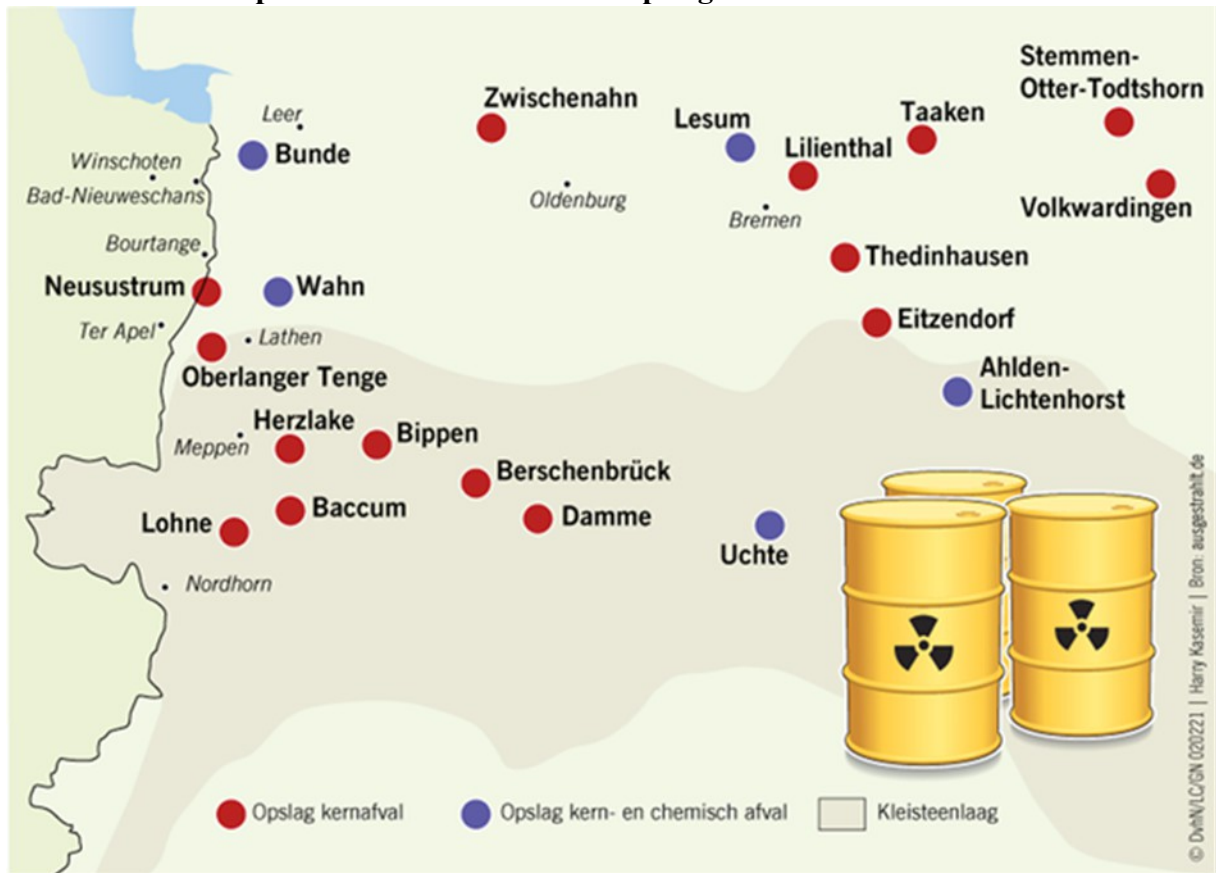 Stemmen-
Otter-Todtshorn
Zwischenahn
Taaken
Leer
Lesum
Lilienthal
Bunde
Winschoten
Bad-Nieuweschans
Oldenburg
Bremen
Volkwardingen
Bourtange
Thedinhausen
Neusustrum
Wahn
Ter Apel
Lathen
Eitzendorf
Oberlanger Tenge
Ahlden-
Lichtenhorst
Herzlake
Bippen
Meppen
Berschenbrück
Baccum
Damme
Lohne
Uchte
Nordhorn
Opslag kernafval
Opslag kern- en chemisch afval
Kleisteenlaag
© DvhN/LC/GN 020221 | Harry Kasemir | Bron: ausgestrahlt.de